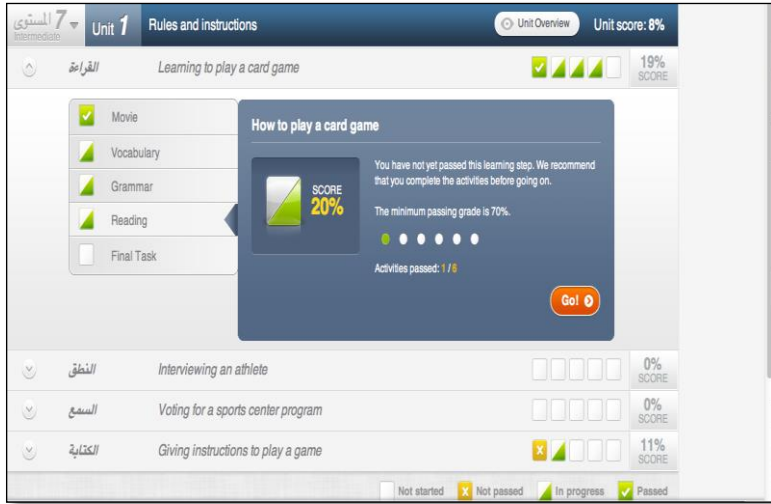 المستوى 7 Unit 1 Rules and instructions Unit Overview Unit score: 8%
Intermediate
القراءة Learning to play a card game 19%
SCORE
Movie
Vocabulary
Grammar
Reading
Final Task
How to play a card game
You have not yet passed this learning step. We recommend
that you complete the activities before going on.
SCORE
20%
The minimum passing grade is 70%.
Activities passed: 1 / 6
Go!
النطق Interviewing an athlete 0%
SCORE
السمع Voting for a sports center program 0%
SCORE
الكتابة Giving instructions to play a game 11%
SCORE
Not started Not passed In progress Passed